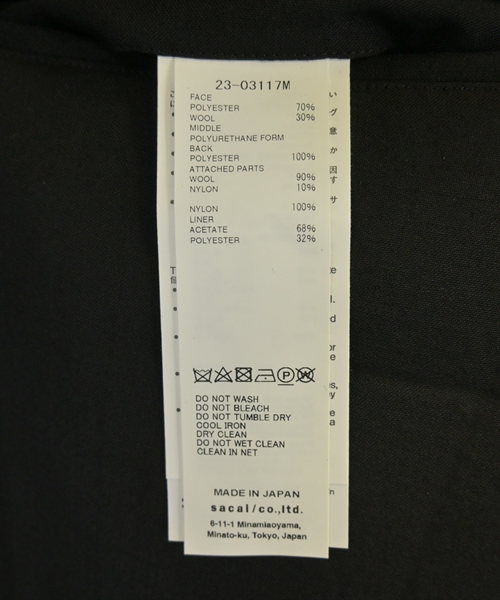 23-03117M
FACE
POLYESTER 70%
WOOL 30%
MIDDLE
POLYURETHANE FORM
BACK
POLYESTER 100%
ATTACHED PARTS
WOOL 90%
NYLON 10%
NYLON 100%
LINER
ACETATE 68%
POLYESTER 32%
DO NOT WASH
DO NOT BLEACH
DO NOT TUMBLE DRY
COOL IRON
DRY CLEAN
DO NOT WET CLEAN
CLEAN IN NET
MADE IN JAPAN
sacai/co.,ltd.
6-11-1 Minamiaoyama,
Minato-ku, Tokyo, Japan